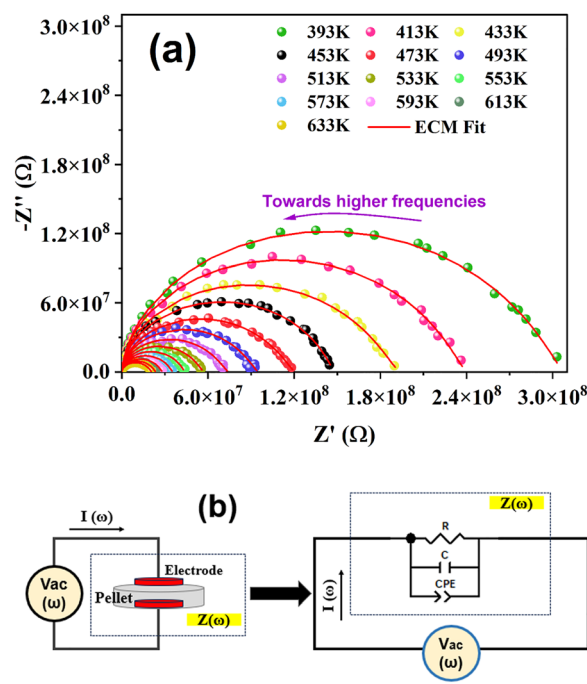 (a)
393K 413K 433K
453K 473K 493K
513K 533K 553K
573K 593K 613K
633K ECM Fit
Towards higher frequencies
3.0×10⁸
2.4×10⁸
1.8×10⁸
1.2×10⁸
6.0×10⁷
0.0
-Z'' (Ω)
0.0 6.0×10⁷ 1.2×10⁸ 1.8×10⁸ 2.4×10⁸ 3.0×10⁸
Z' (Ω)
(b)
I (ω)
Vac
(ω)
Electrode
Pellet
Z(ω)
Z(ω)
R
C
CPE
I (ω)
Vac
(ω)